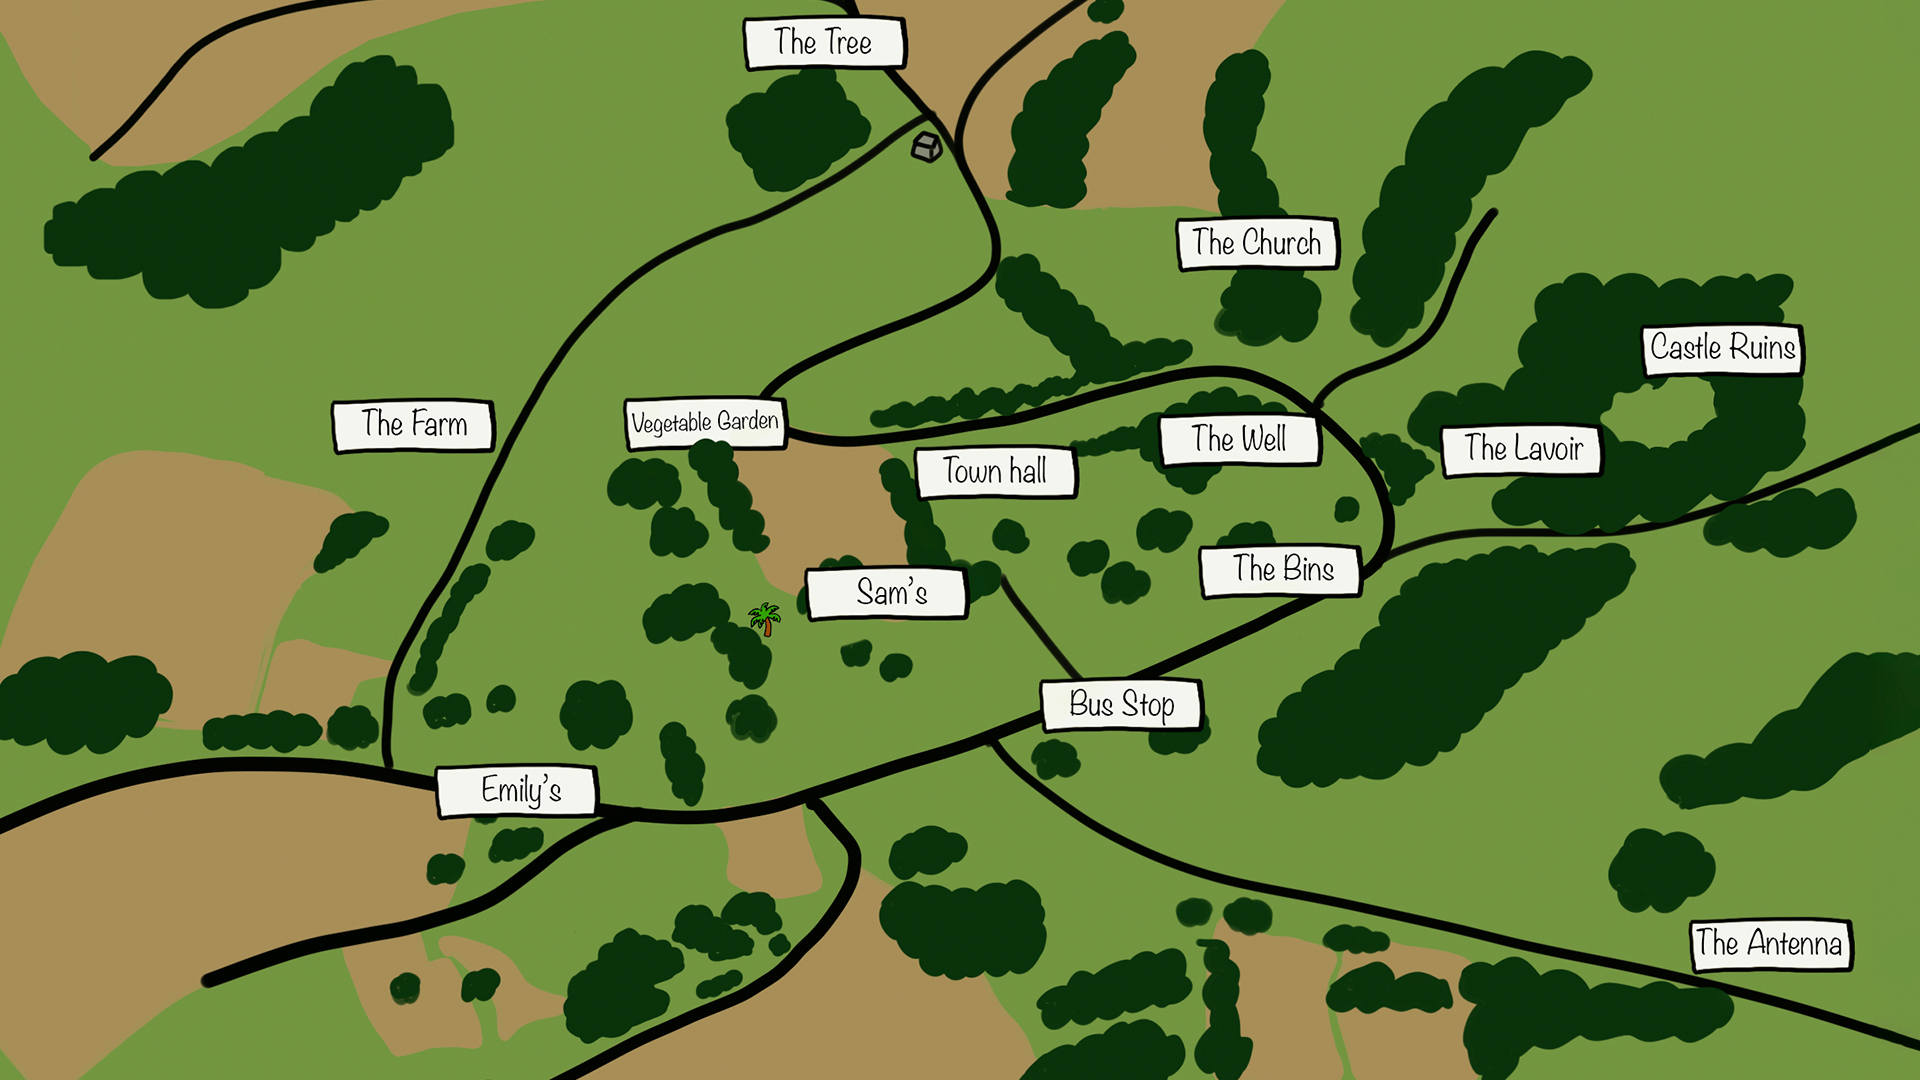 The Tree
The Church
Castle Ruins
The Farm
Vegetable Garden
The Well
The Lavoir
Town hall
The Bins
Sam's
Bus Stop
Emily's
The Antenna